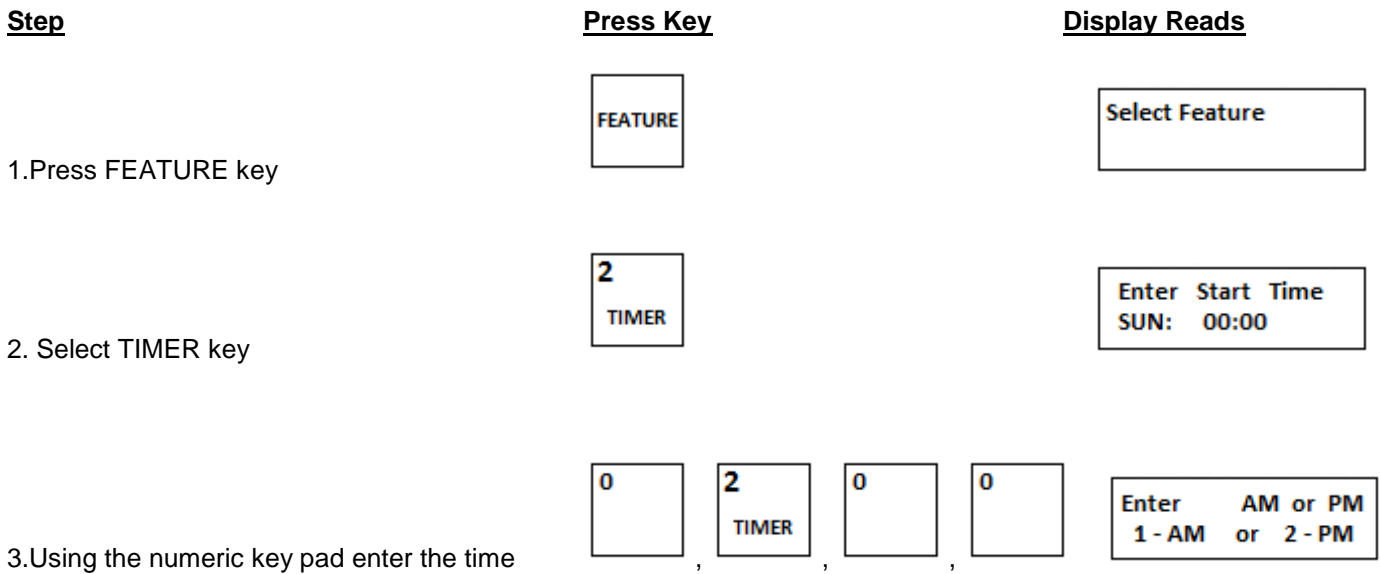 Step Press Key Display Reads
FEATURE
Select Feature
1.Press FEATURE key
2
TIMER
Enter Start Time
SUN: 00:00
2. Select TIMER key
0 2 0 0
TIMER
Enter AM or PM
1 - AM or 2 - PM
3.Using the numeric key pad enter the time , , ,